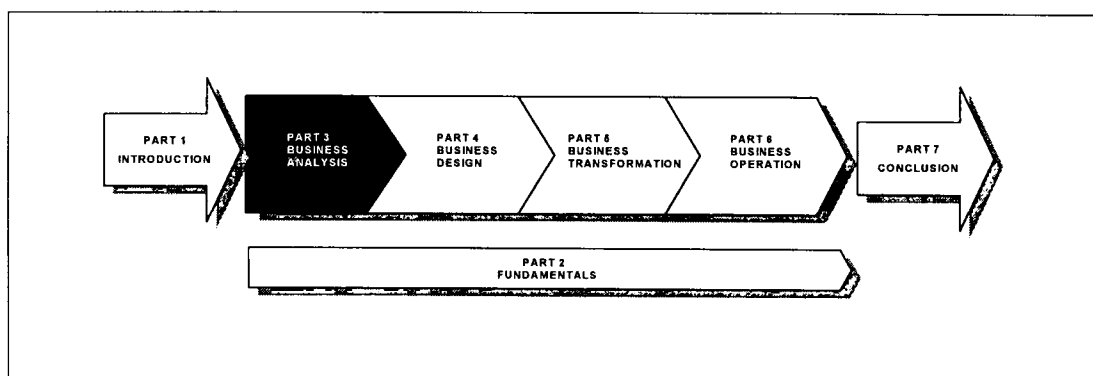 PART 1
INTRODUCTION
PART 3
BUSINESS
ANALYSIS
PART 4
BUSINESS
DESIGN
PART 5
BUSINESS
TRANSFORMATION
PART 6
BUSINESS
OPERATION
PART 7
CONCLUSION
PART 2
FUNDAMENTALS